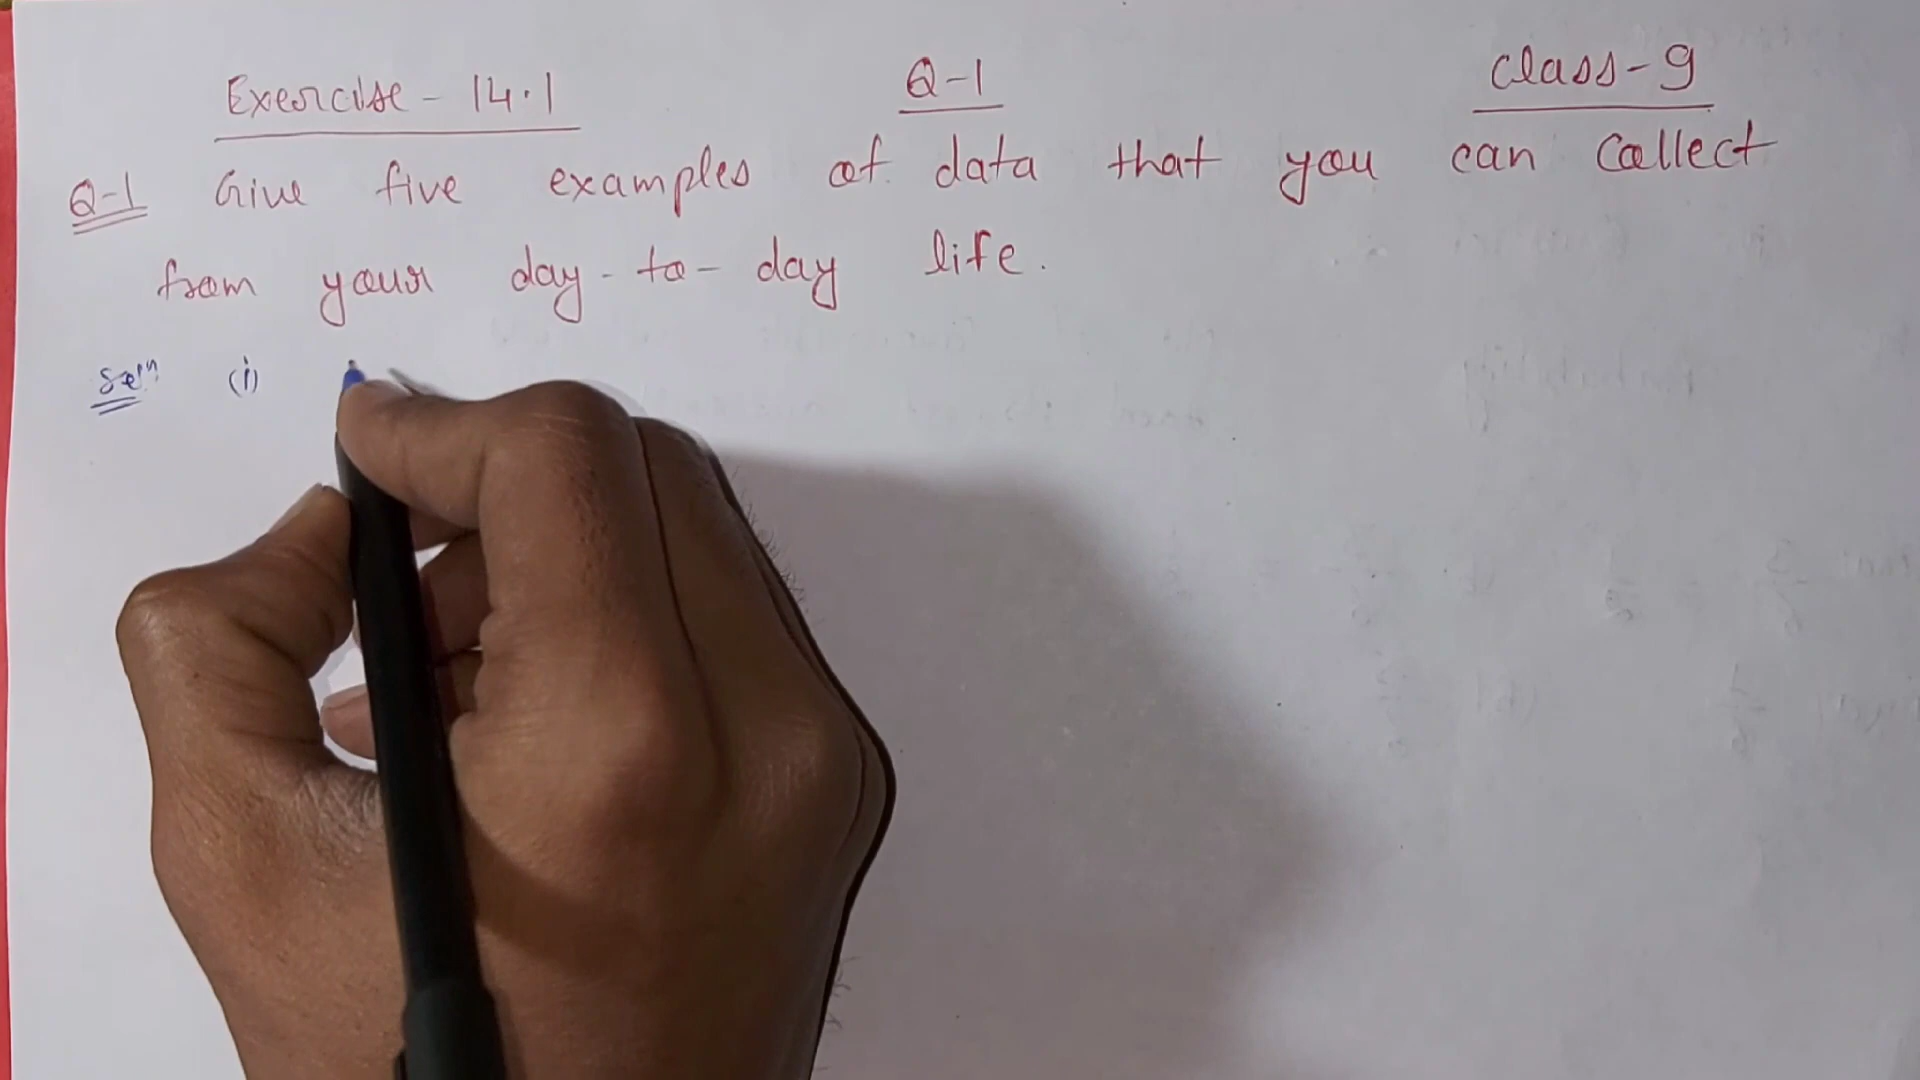 Exercise - 14.1 Q-1 Class-9
Q-1 Give five examples of data that you can collect
from your day-to-day life.
Solⁿ (i)